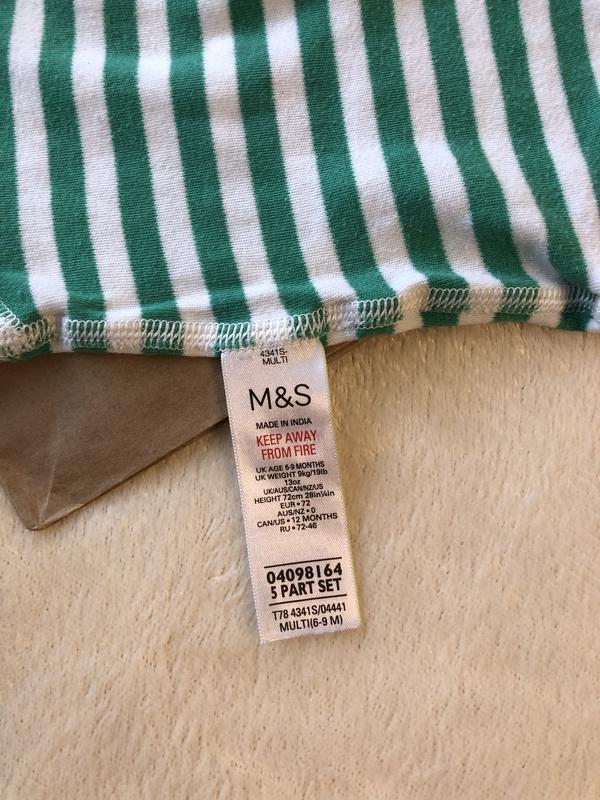 4341S-
MULTI
M&S
MADE IN INDIA
KEEP AWAY
FROM FIRE
UK AGE 6-9 MONTHS
UK WEIGHT 9kg/19lb
13oz
UK/AUS/CAN/NZ/US
HEIGHT 72cm 28in¼in
EUR • 72
AUS/NZ • 0
CAN/US • 12 MONTHS
RU • 72-46
04098164
5 PART SET
T78 4341S/04441
MULTI(6-9 M)